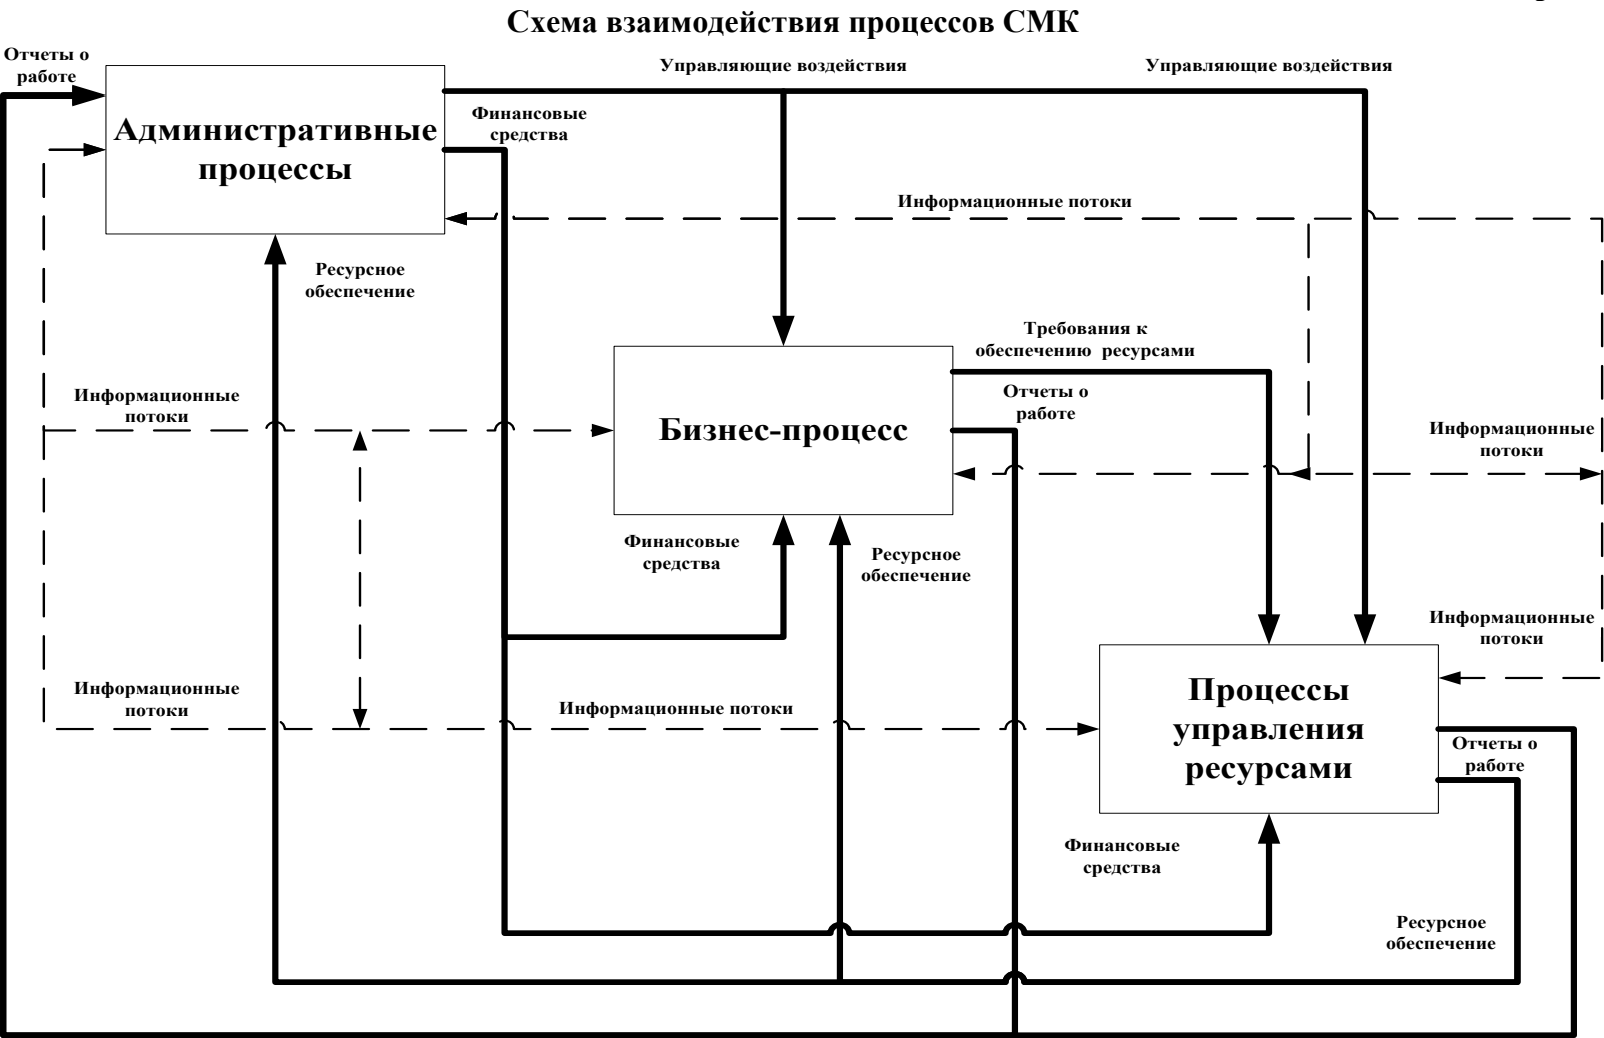 Схема взаимодействия процессов СМК
Отчеты о
работе
Управляющие воздействия
Управляющие воздействия
Административные
процессы
Финансовые
средства
Информационные потоки
Ресурсное
обеспечение
Требования к
обеспечению ресурсами
Отчеты о
работе
Информационные
потоки
Бизнес-процесс
Информационные
потоки
Финансовые
средства
Ресурсное
обеспечение
Информационные
потоки
Информационные
потоки
Информационные потоки
Процессы
управления
ресурсами
Отчеты о
работе
Финансовые
средства
Ресурсное
обеспечение